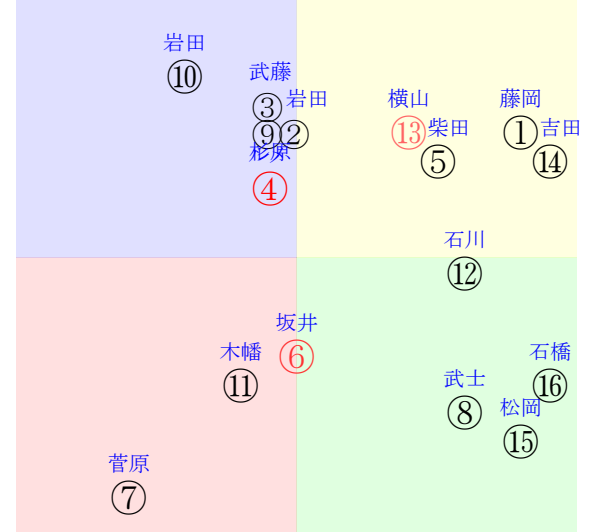 岩田
⑩
武藤
③
岩田
⑨
②
横山
⑬
柴田
⑤
藤岡
①
吉田
⑭
④
石川
⑫
坂井
⑥
木幡
⑪
石橋
⑯
武士
⑧
松岡
⑮
菅原
⑦